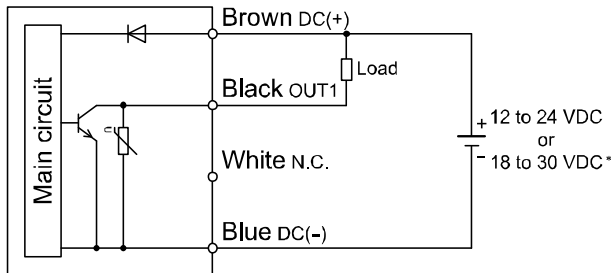 Brown DC(+)
Load
Black OUT1
Main circuit
White N.C.
Blue DC(−)
+ 12 to 24 VDC
or
− 18 to 30 VDC*